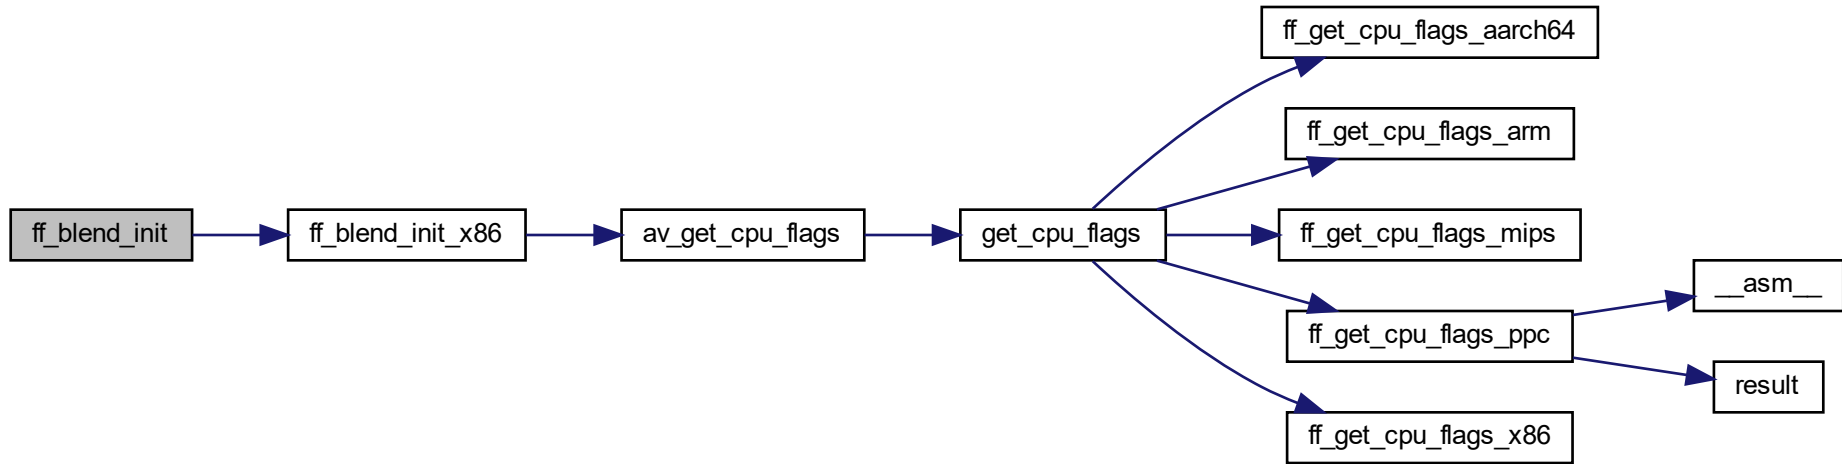 ff_blend_init
ff_blend_init_x86
av_get_cpu_flags
get_cpu_flags
ff_get_cpu_flags_aarch64
ff_get_cpu_flags_arm
ff_get_cpu_flags_mips
ff_get_cpu_flags_ppc
ff_get_cpu_flags_x86
__asm__
result